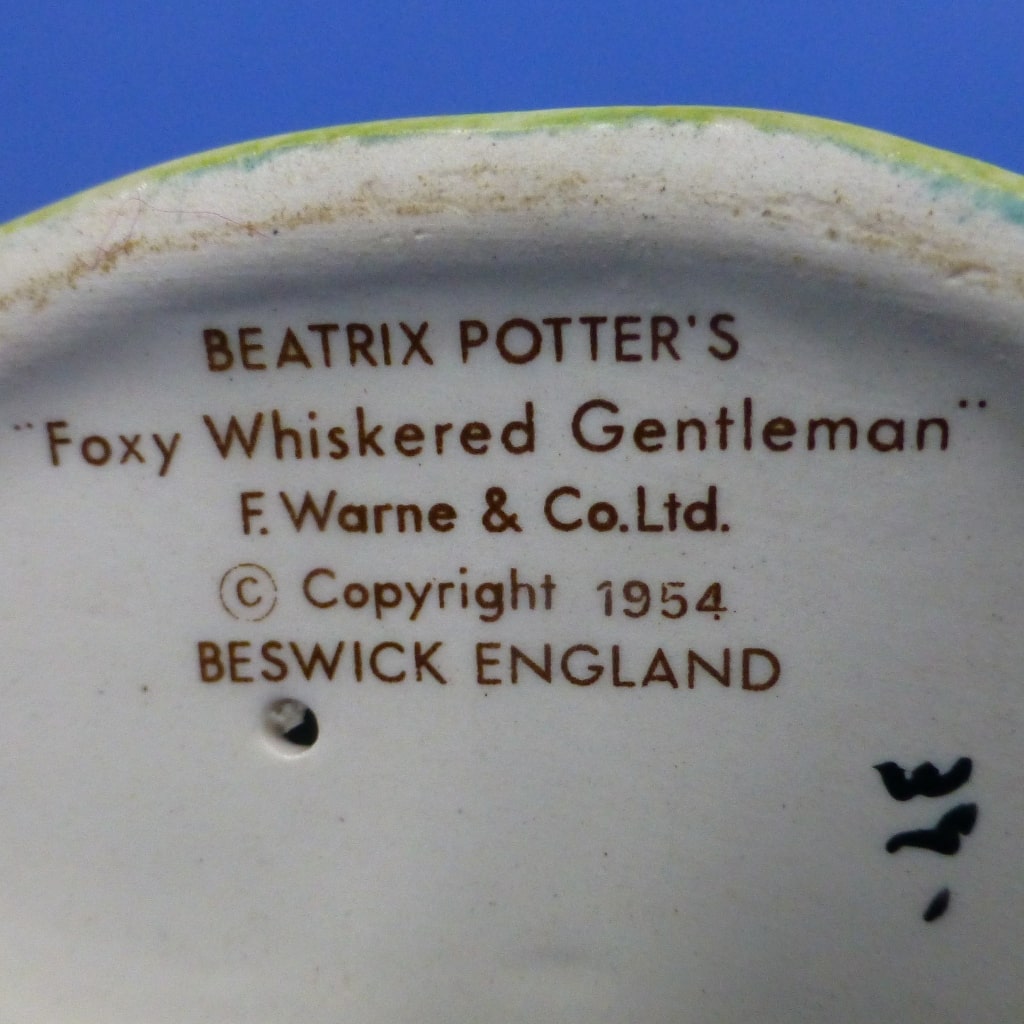 BEATRIX POTTER'S
"Foxy Whiskered Gentleman"
F. Warne & Co. Ltd.
© Copyright 1954
BESWICK ENGLAND